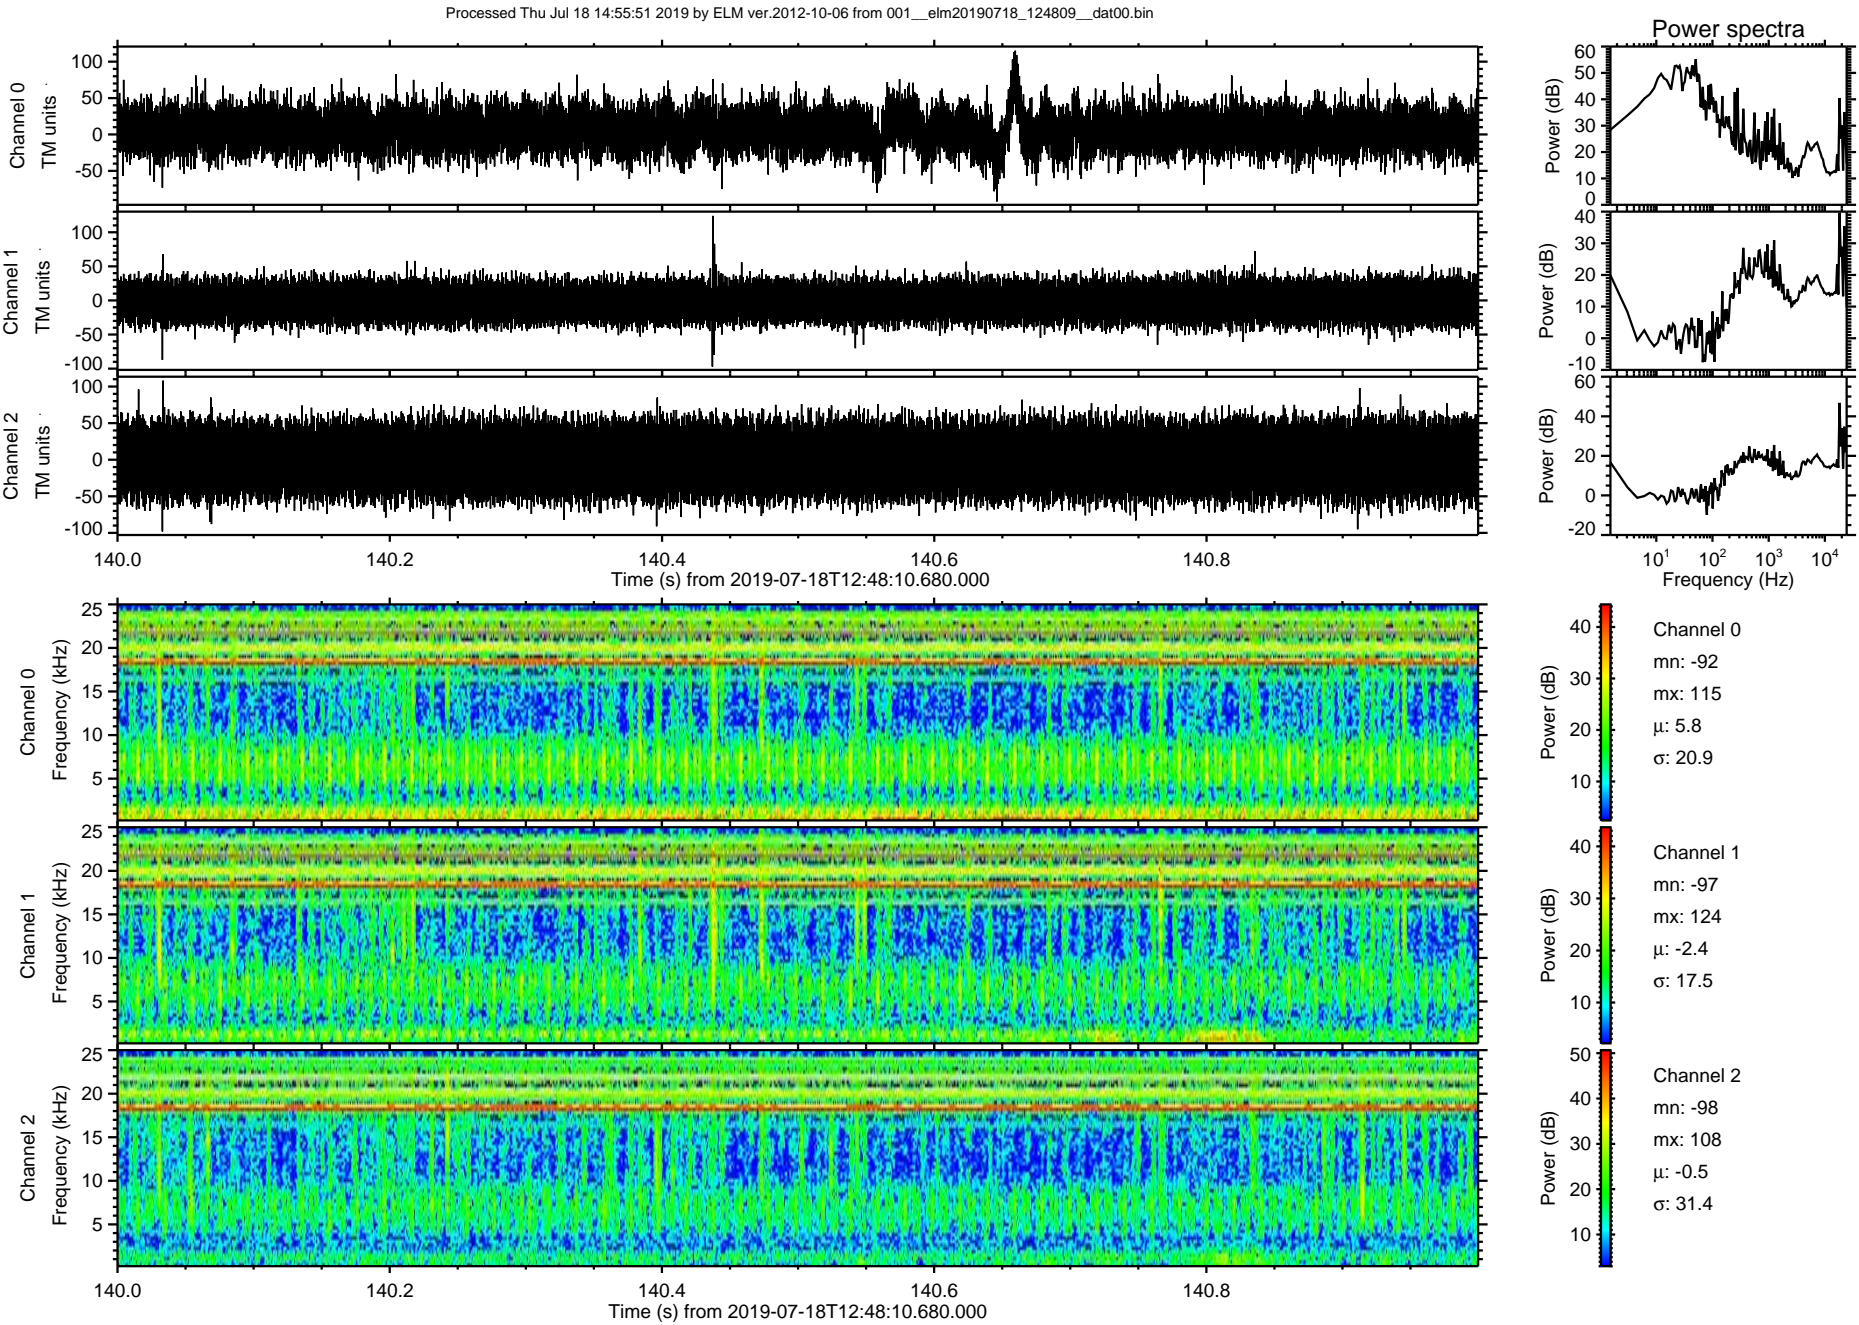 Processed Thu Jul 18 14:55:51 2019 by ELM ver.2012-10-06 from 001__elm20190718_124809__dat00.bin
Power spectra
Channel 0
TM units
100
50
0
-50
Power (dB)
60
50
40
30
20
10
0
Channel 1
TM units
100
50
0
-50
-100
Power (dB)
40
30
20
10
0
-10
Channel 2
TM units
100
50
0
-50
-100
Power (dB)
60
40
20
0
-20
140.0 140.2 140.4 140.6 140.8
Time (s) from 2019-07-18T12:48:10.680.000
10¹ 10² 10³ 10⁴
Frequency (Hz)
Channel 0
Frequency (kHz)
25
20
15
10
5
Power (dB)
40
30
20
10
Channel 0
mn: -92
mx: 115
μ: 5.8
σ: 20.9
Channel 1
Frequency (kHz)
25
20
15
10
5
Power (dB)
40
30
20
10
Channel 1
mn: -97
mx: 124
μ: -2.4
σ: 17.5
Channel 2
Frequency (kHz)
25
20
15
10
5
Power (dB)
50
40
30
20
10
Channel 2
mn: -98
mx: 108
μ: -0.5
σ: 31.4
140.0 140.2 140.4 140.6 140.8
Time (s) from 2019-07-18T12:48:10.680.000